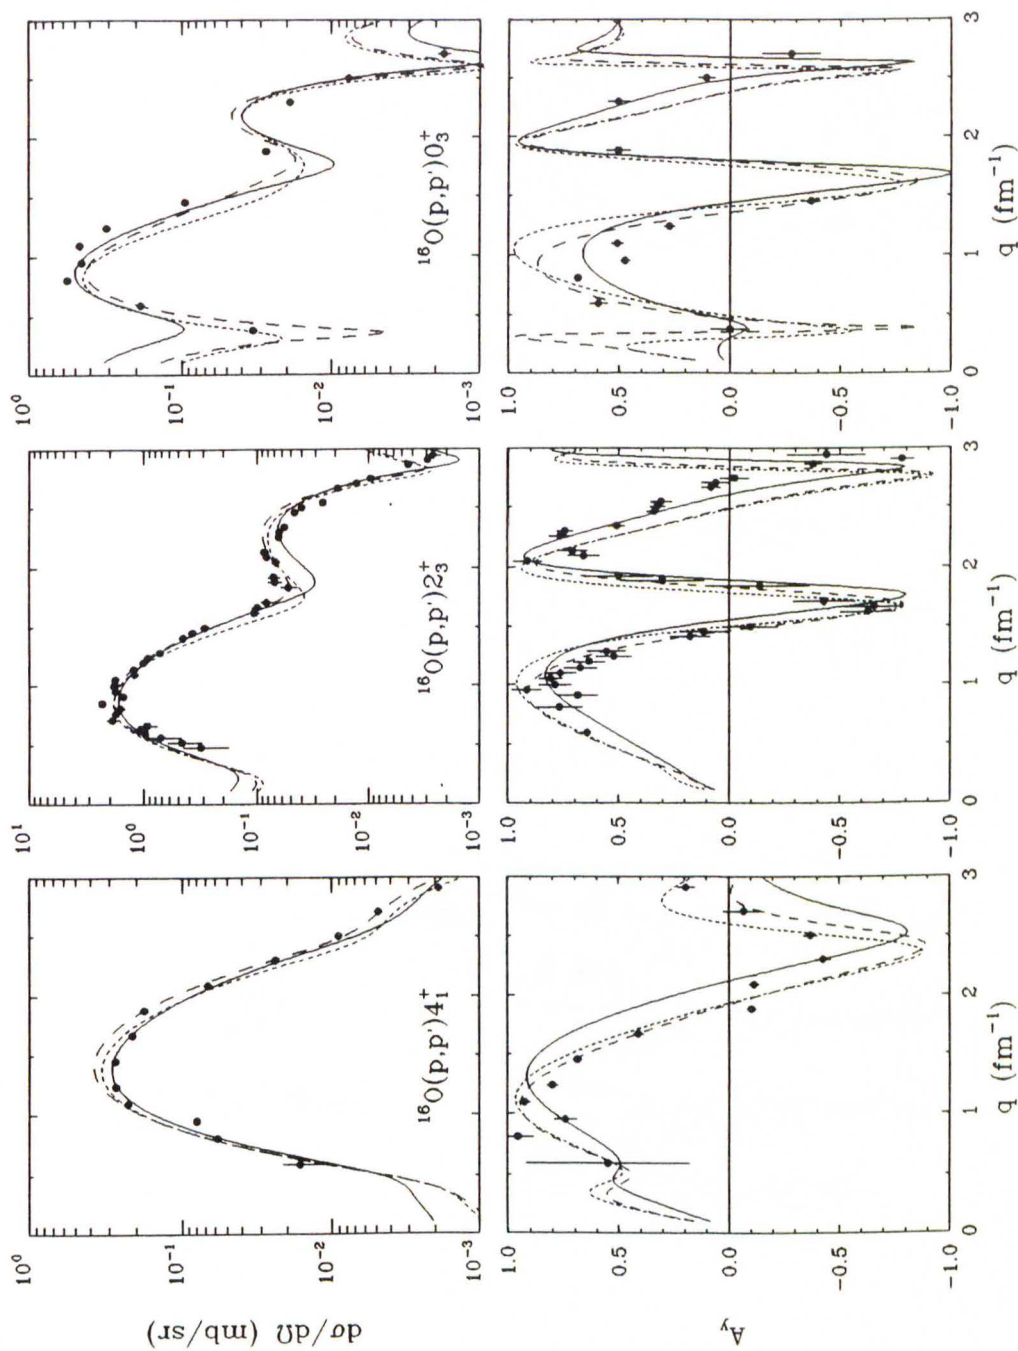 dσ/dΩ (mb/sr)
10⁰
10⁻¹
10⁻²
10⁻³
¹⁶O(p,p')4₁⁺
10¹
10⁰
10⁻¹
10⁻²
10⁻³
¹⁶O(p,p')2₃⁺
10⁰
10⁻¹
10⁻²
10⁻³
¹⁶O(p,p')0₃⁺
A_y
1.0
0.5
0.0
−0.5
−1.0
0 1 2 3
q (fm⁻¹)
1.0
0.5
0.0
−0.5
−1.0
0 1 2 3
q (fm⁻¹)
1.0
0.5
0.0
−0.5
−1.0
0 1 2 3
q (fm⁻¹)